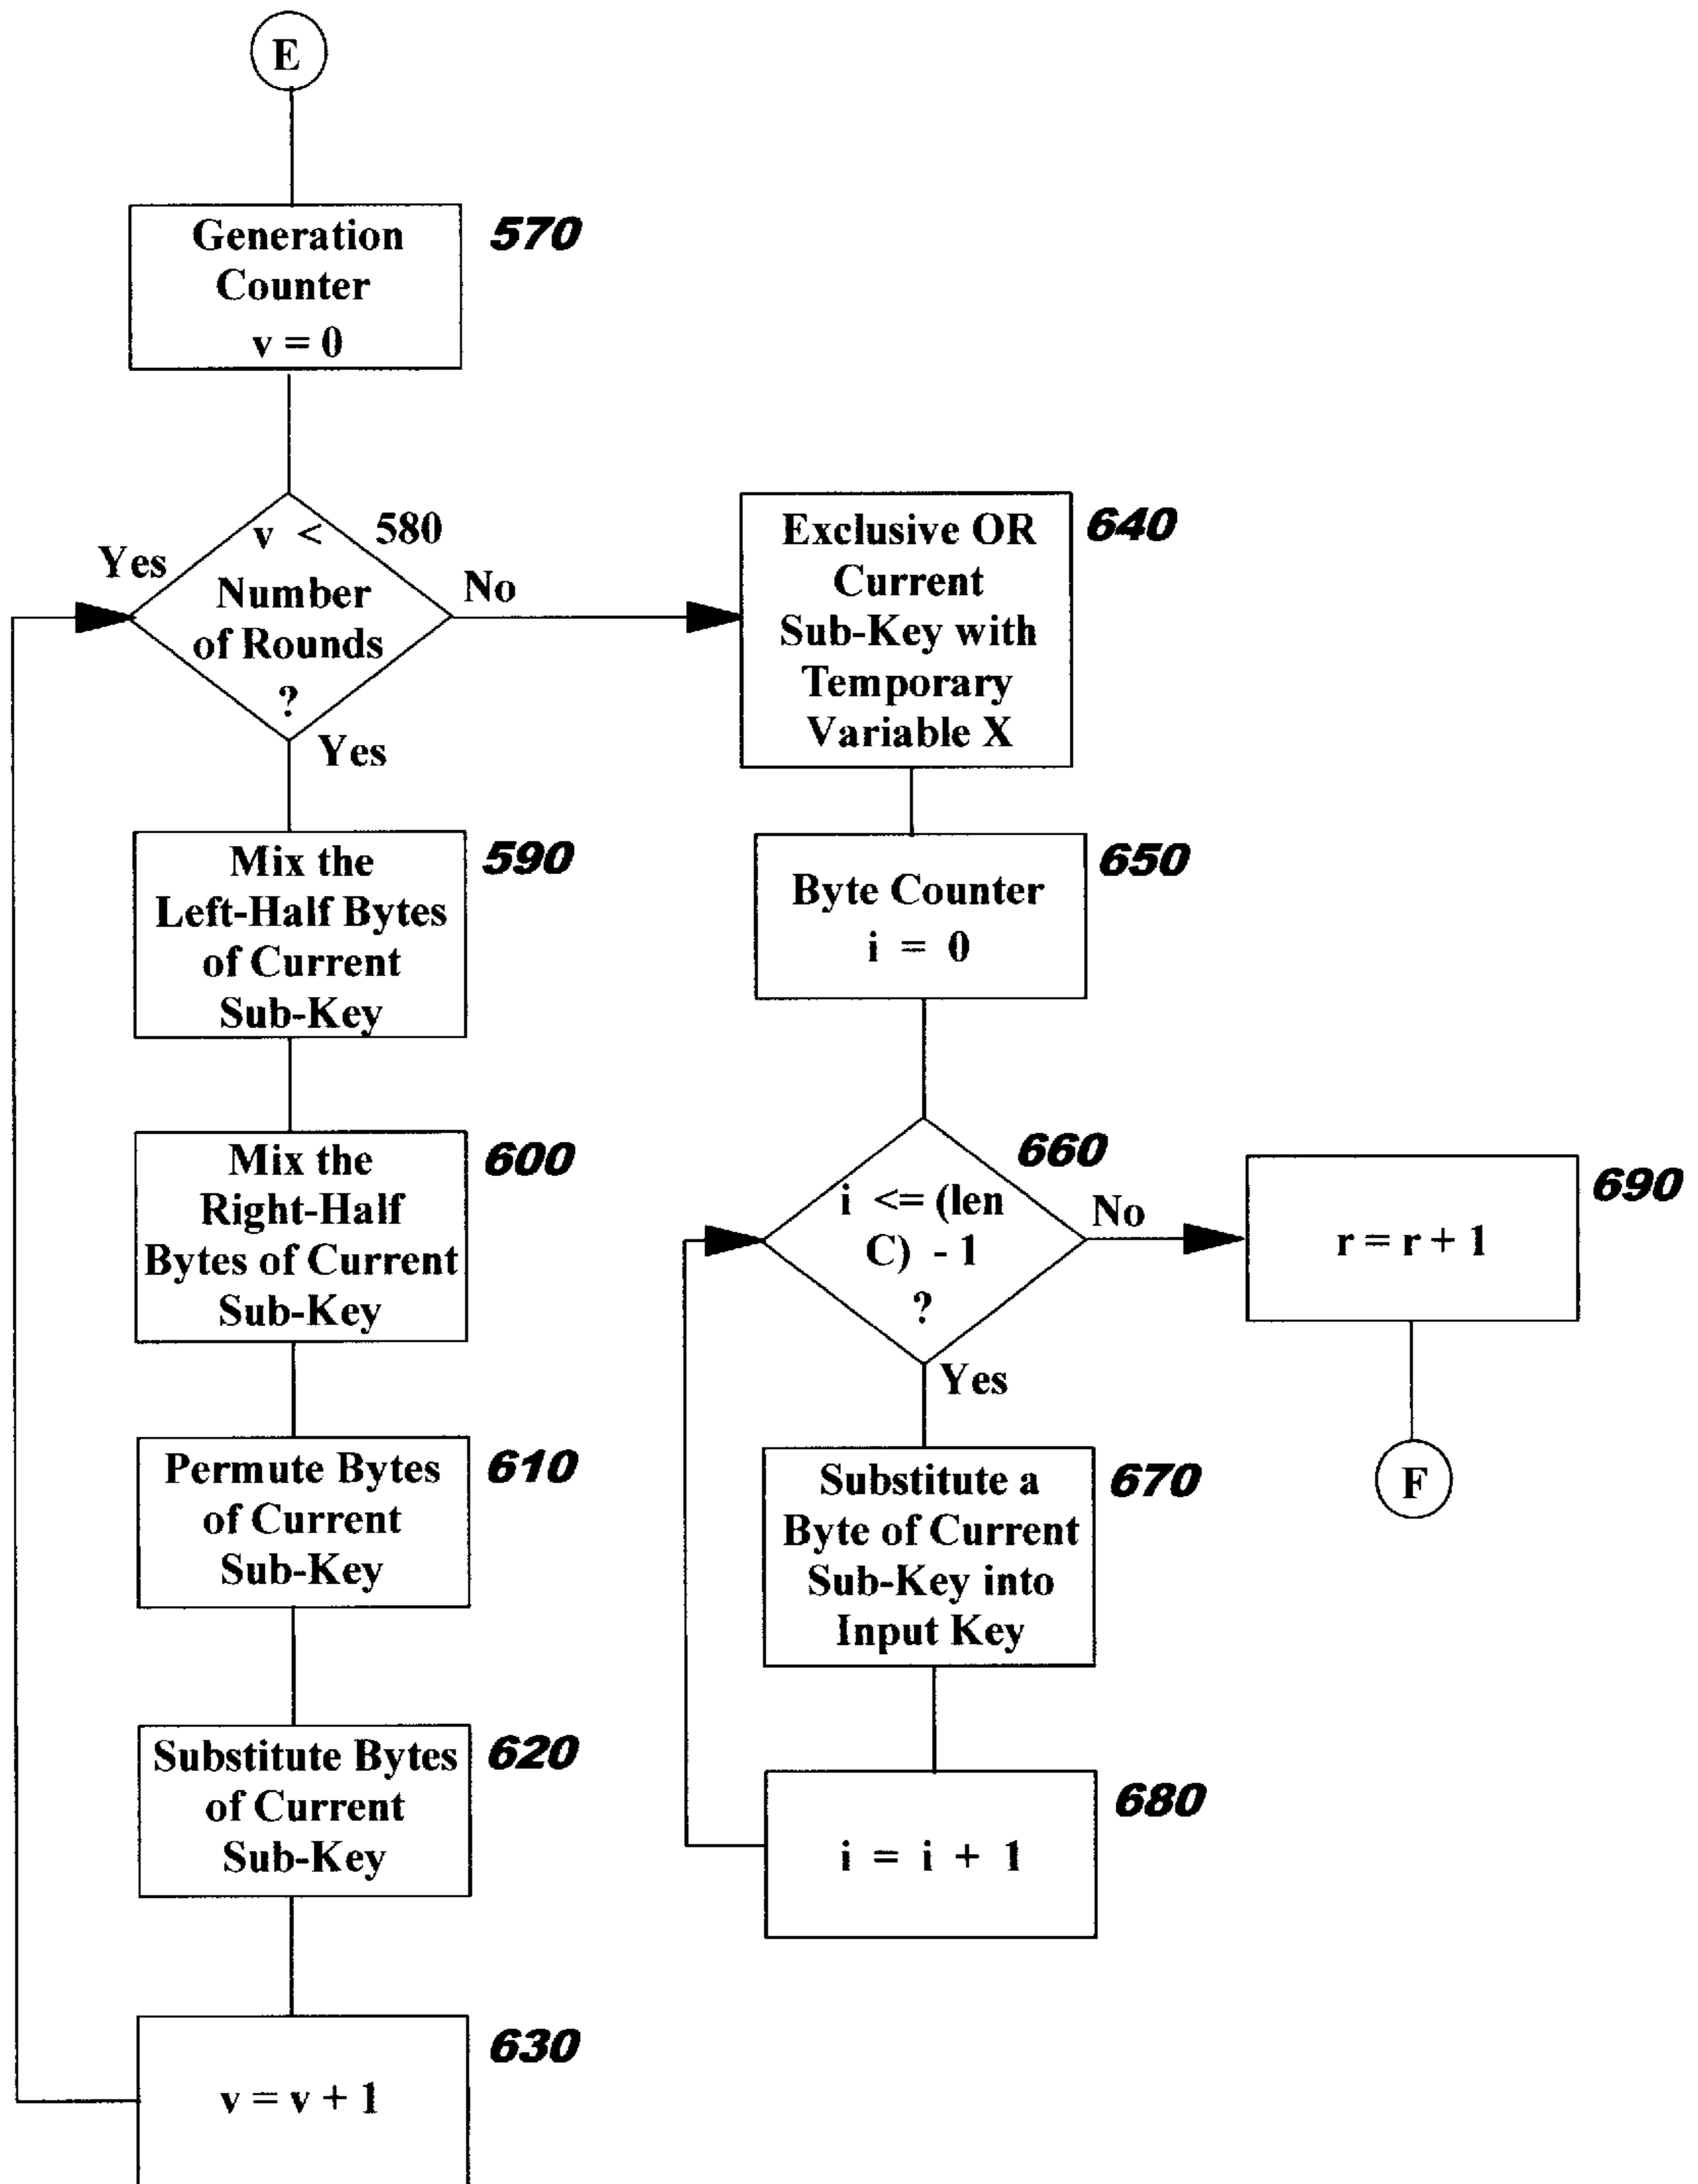 E
Generation
Counter
v = 0
570
v <
580
Yes
Number
of Rounds
?
No
Yes
Mix the
Left-Half Bytes
of Current
Sub-Key
590
Mix the
Right-Half
Bytes of Current
Sub-Key
600
Permute Bytes
of Current
Sub-Key
610
Substitute Bytes
of Current
Sub-Key
620
v = v + 1
630
Exclusive OR
Current
Sub-Key with
Temporary
Variable X
640
Byte Counter
i = 0
650
660
i <= (len
C) - 1
?
No
Yes
Substitute a
Byte of Current
Sub-Key into
Input Key
670
i = i + 1
680
r = r + 1
690
F